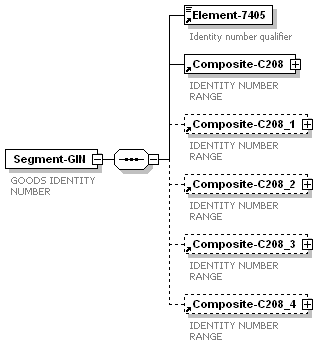 Element-7405
Identity number qualifier
Composite-C208
IDENTITY NUMBER
RANGE
Composite-C208_1
IDENTITY NUMBER
RANGE
Segment-GIN
GOODS IDENTITY
NUMBER
Composite-C208_2
IDENTITY NUMBER
RANGE
Composite-C208_3
IDENTITY NUMBER
RANGE
Composite-C208_4
IDENTITY NUMBER
RANGE